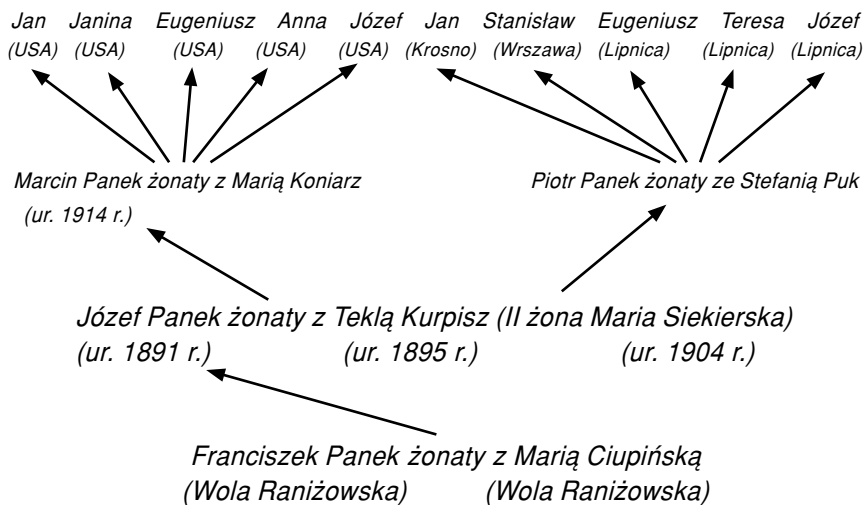 Jan Janina Eugeniusz Anna Józef Jan Stanisław Eugeniusz Teresa Józef
(USA) (USA) (USA) (USA) (USA) (Krosno) (Wrszawa) (Lipnica) (Lipnica) (Lipnica)
Marcin Panek żonaty z Marią Koniarz Piotr Panek żonaty ze Stefanią Puk
(ur. 1914 r.)
Józef Panek żonaty z Teklą Kurpisz (II żona Maria Siekierska)
(ur. 1891 r.) (ur. 1895 r.) (ur. 1904 r.)
Franciszek Panek żonaty z Marią Ciupińską
(Wola Raniżowska) (Wola Raniżowska)